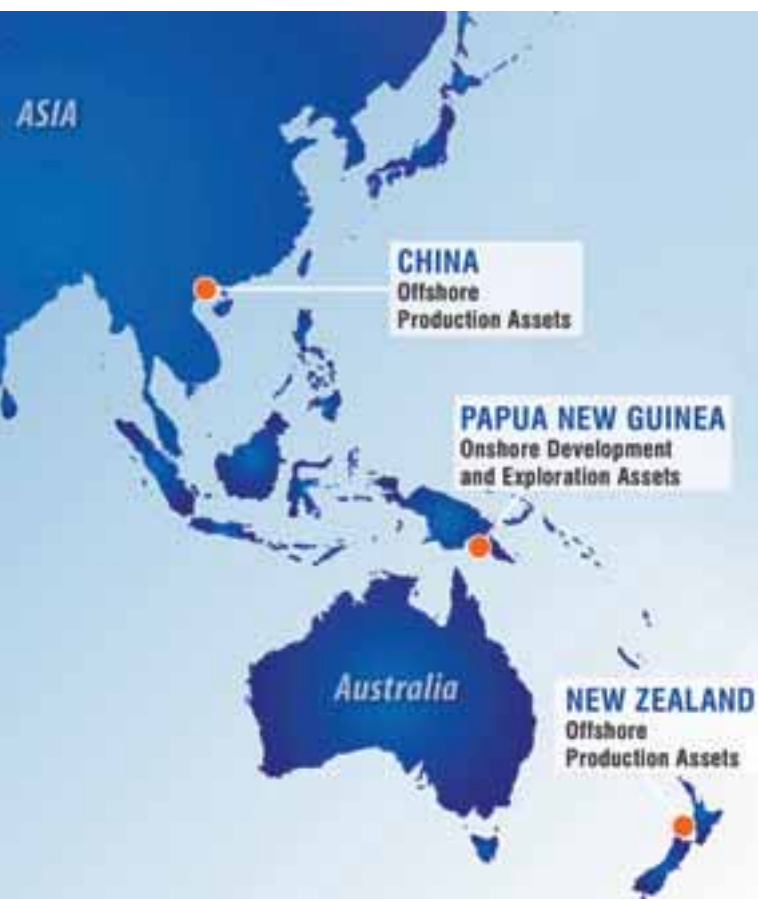 ASIA
CHINA
Offshore
Production Assets
PAPUA NEW GUINEA
Onshore Development
and Exploration Assets
Australia
NEW ZEALAND
Offshore
Production Assets